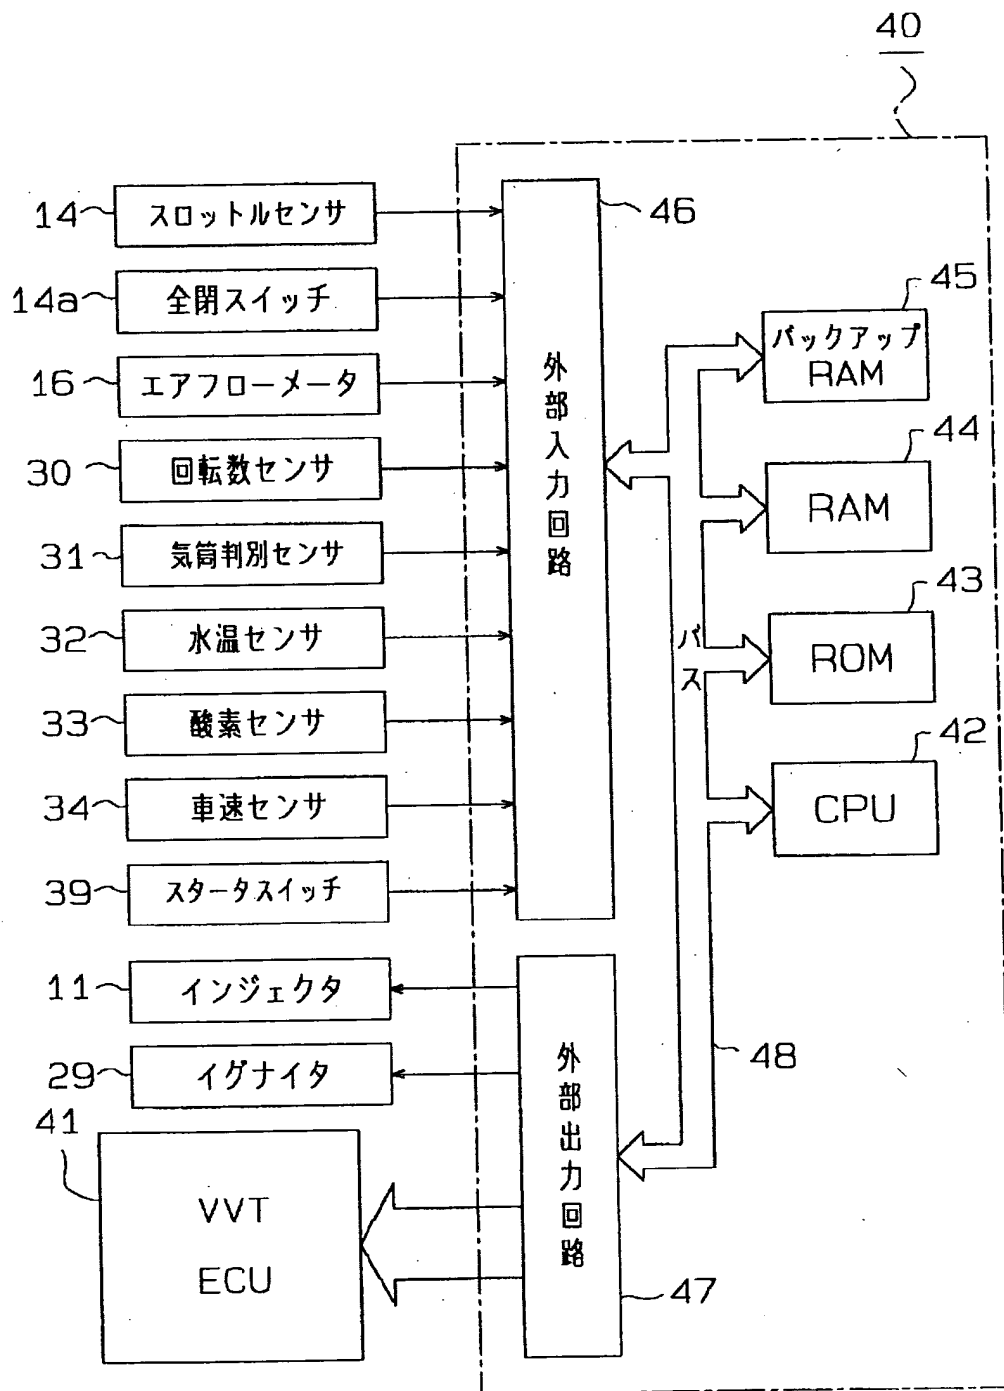 40
14 スロットルセンサ
14a 全閉スイッチ
16 エアフローメータ
30 回転数センサ
31 気筒判別センサ
32 水温センサ
33 酸素センサ
34 車速センサ
39 スタータスイッチ
外部入力回路
46
45
バックアップ
RAM
44
RAM
43
ROM
42
CPU
バス
48
11 インジェクタ
29 イグナイタ
41
VVT
ECU
外部出力回路
47